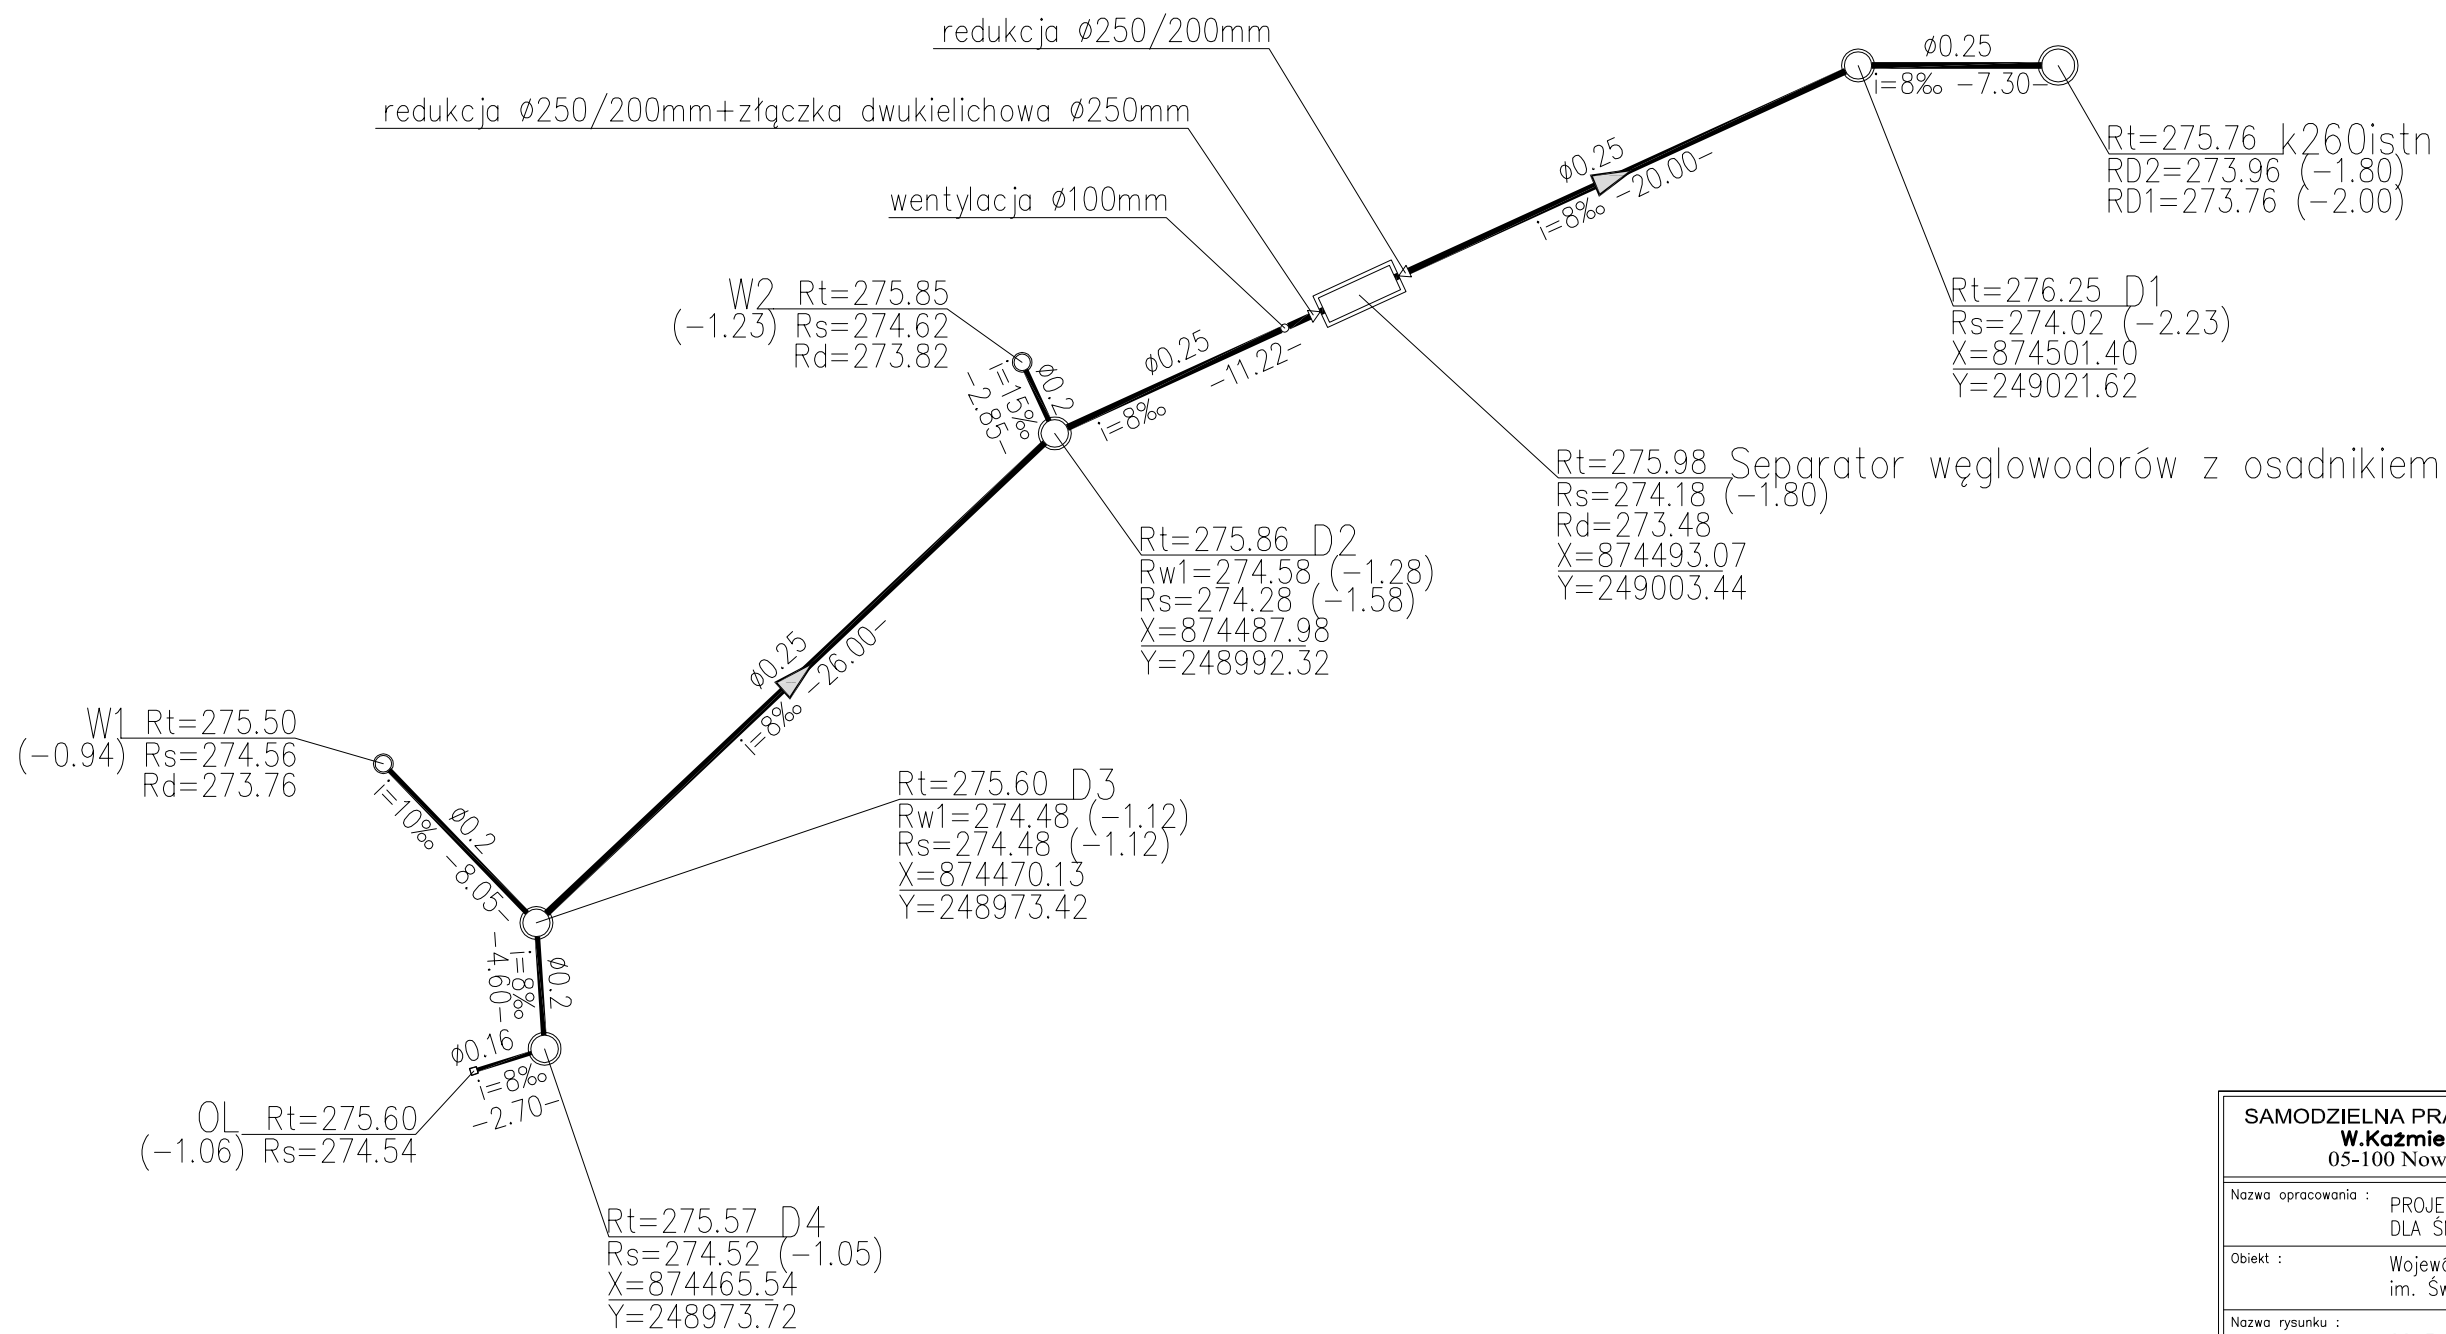 redukcja ø250/200mm
redukcja ø250/200mm+złączka dwukielichowa ø250mm
wentylacja ø100mm
ø0.25
i=8‰ -7.30-
Rt=275.76 k260istn
RD2=273.96 (-1.80)
RD1=273.76 (-2.00)
ø0.25
i=8‰ -20.00-
Rt=276.25 D1
Rs=274.02 (-2.23)
X=874501.40
Y=249021.62
W2 Rt=275.85
(-1.23) Rs=274.62
Rd=273.82
ø0.2
i=15‰
-2.85-
ø0.25
i=8‰ -11.22-
Rt=275.98 Separator węglowodorów z osadnikiem
Rs=274.18 (-1.80)
Rd=273.48
X=874493.07
Y=249003.44
Rt=275.86 D2
Rw1=274.58 (-1.28)
Rs=274.28 (-1.58)
X=874487.98
Y=248992.32
ø0.25
i=8‰ -26.00-
W1 Rt=275.50
(-0.94) Rs=274.56
Rd=273.76
ø0.2
i=10‰ -8.05-
Rt=275.60 D3
Rw1=274.48 (-1.12)
Rs=274.48 (-1.12)
X=874470.13
Y=248973.42
ø0.2
i=8‰
-4.60-
ø0.16
i=8‰
-2.70-
OL Rt=275.60
(-1.06) Rs=274.54
Rt=275.57 D4
Rs=274.52 (-1.05)
X=874465.54
Y=248973.72
SAMODZIELNA PRA
W.Kaźmie
05-100 Now
Nazwa opracowania :
PROJE
DLA Ś
Obiekt :
Wojew
im. Św
Nazwa rysunku :